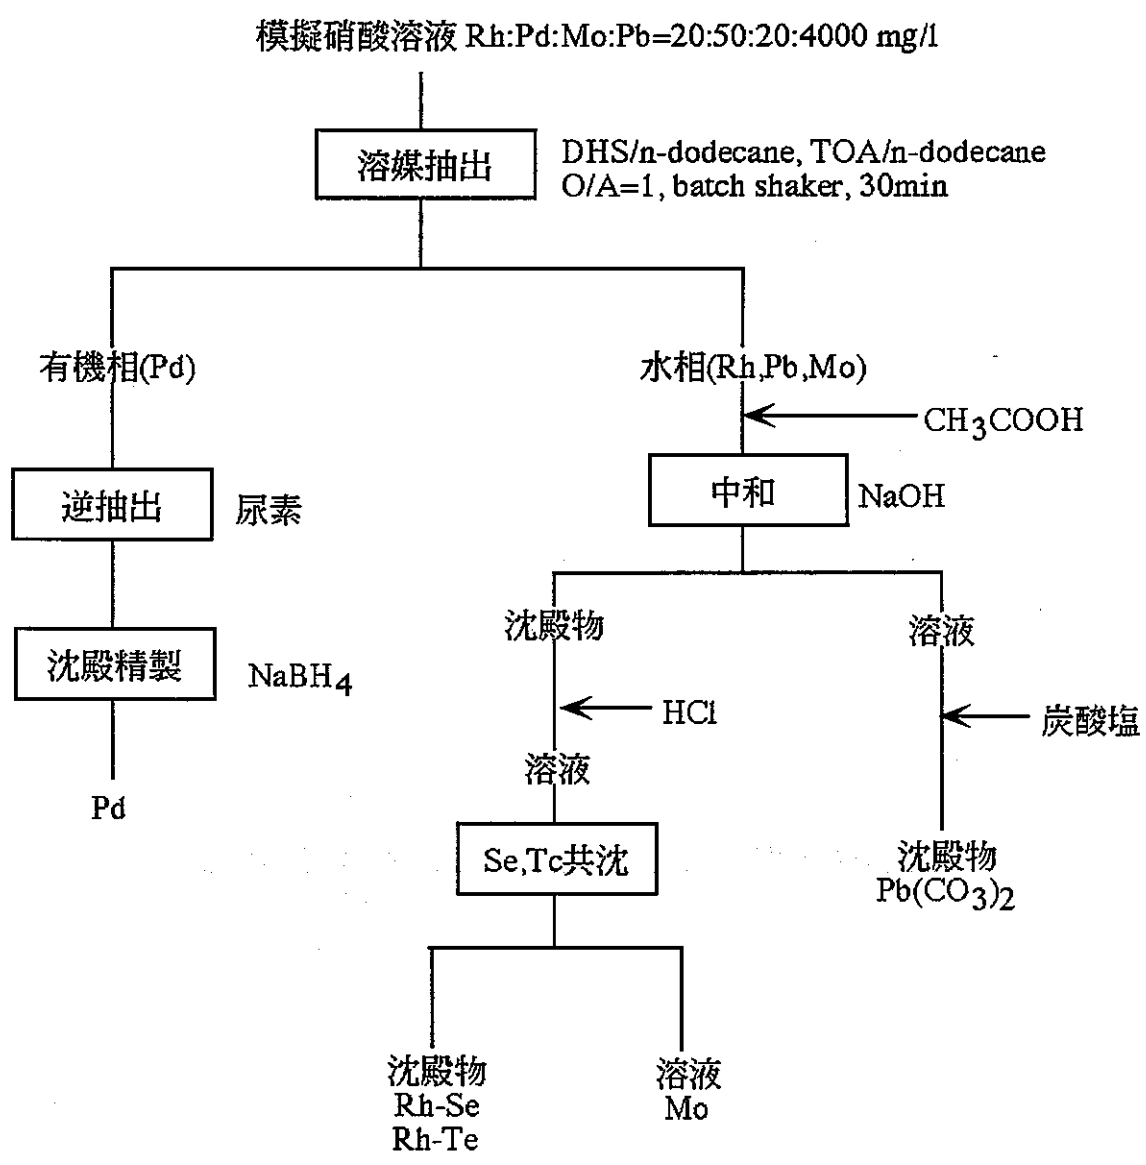 模擬硝酸溶液 Rh:Pd:Mo:Pb=20:50:20:4000 mg/l
溶媒抽出
DHS/n-dodecane, TOA/n-dodecane
O/A=1, batch shaker, 30min
有機相(Pd)
水相(Rh,Pb,Mo)
CH3COOH
逆抽出
尿素
中和
NaOH
沈殿物
溶液
沈殿精製
NaBH4
HCl
炭酸塩
溶液
Pd
Se,Tc共沈
沈殿物
Pb(CO3)2
沈殿物
Rh-Se
Rh-Te
溶液
Mo